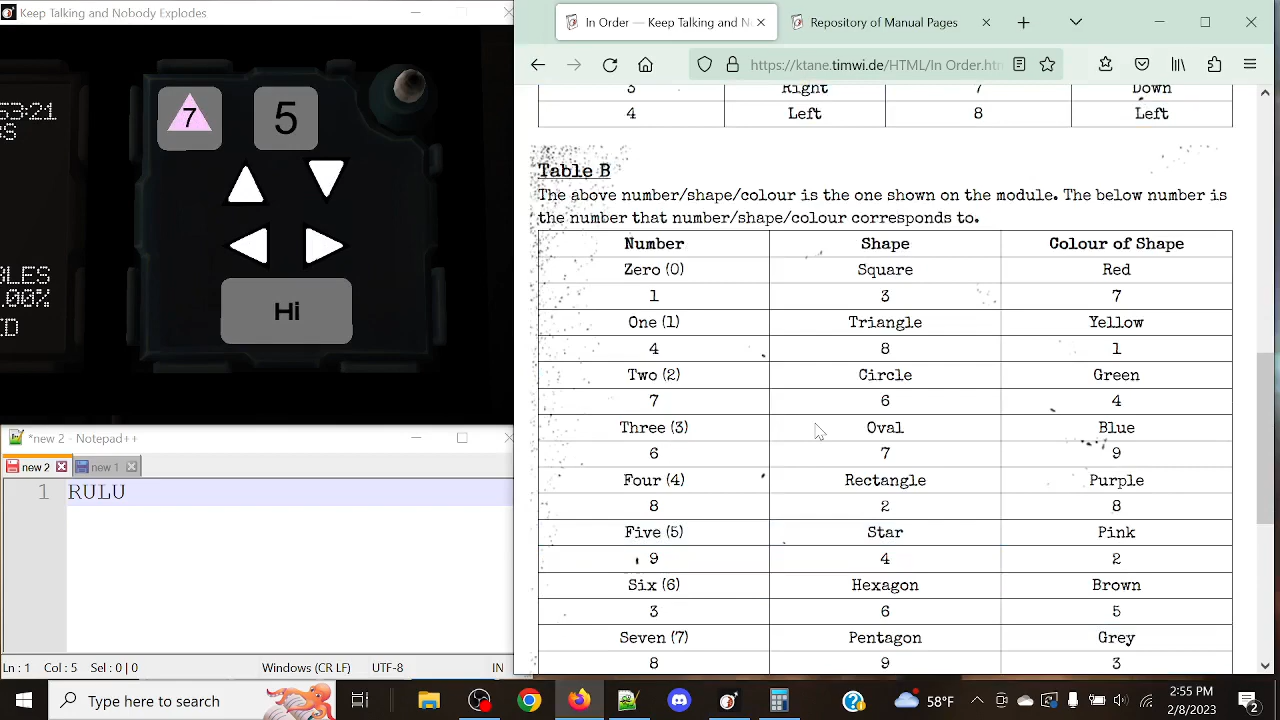 Keep Talking and Nobody Explodes
7
5
Hi
*new 2 - Notepad++
new 2
new 1
1
RULU
Ln : 1 Col : 5 Sel : 0 | 0
Windows (CR LF)
UTF-8
IN
In Order — Keep Talking and N
Repository of Manual Pages
https://ktane.timwi.de/HTML/In Order.htm
3 Right 7 Down
4 Left 8 Left
Table B
The above number/shape/colour is the one shown on the module. The below number is
the number that number/shape/colour corresponds to.
Number Shape Colour of Shape
Zero (0) Square Red
1 3 7
One (1) Triangle Yellow
4 8 1
Two (2) Circle Green
7 6 4
Three (3) Oval Blue
6 7 9
Four (4) Rectangle Purple
8 2 8
Five (5) Star Pink
9 4 2
Six (6) Hexagon Brown
3 6 5
Seven (7) Pentagon Grey
8 9 3
Type here to search
58°F
2:55 PM
2/8/2023
2